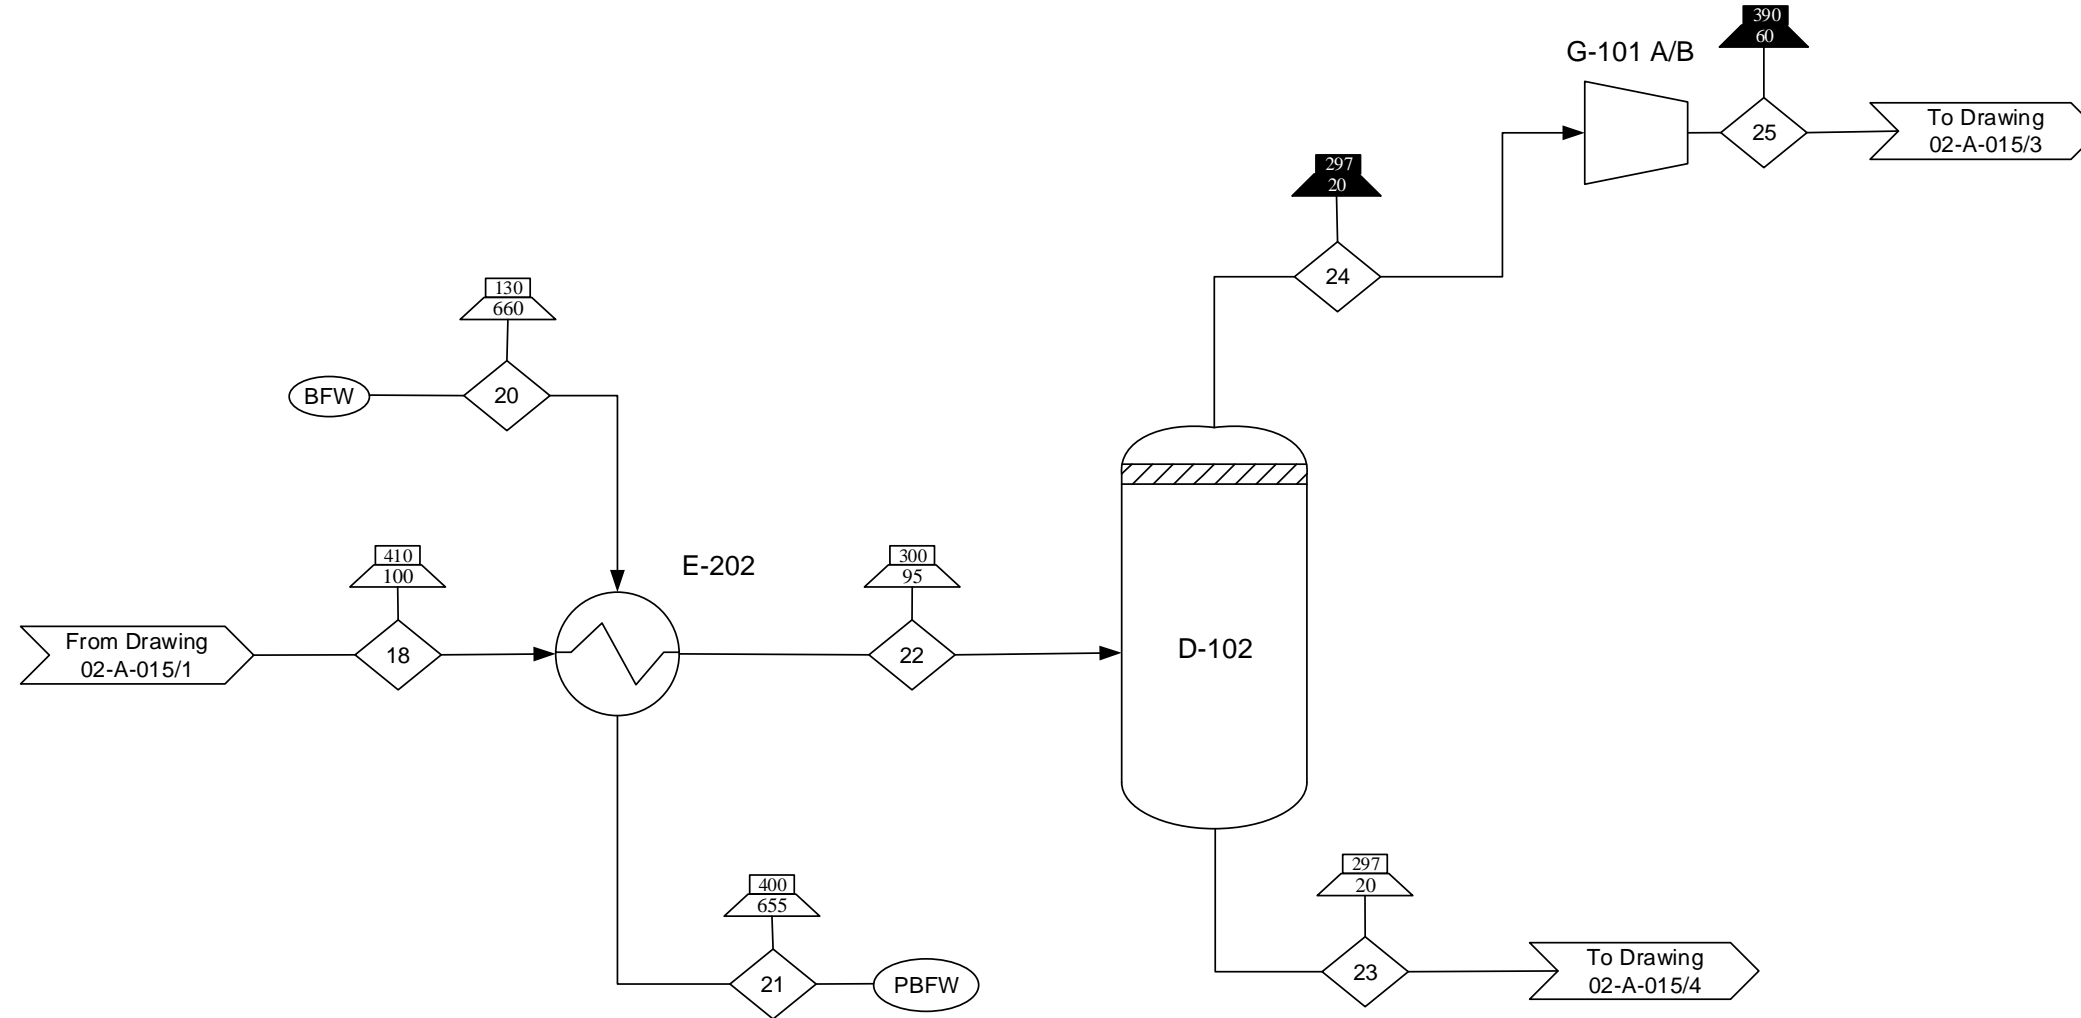 390
60
G-101 A/B
25
To Drawing
02-A-015/3
297
20
24
130
660
BFW
20
410
100
E-202
300
95
From Drawing
02-A-015/1
18
22
D-102
400
655
21
PBFW
297
20
23
To Drawing
02-A-015/4